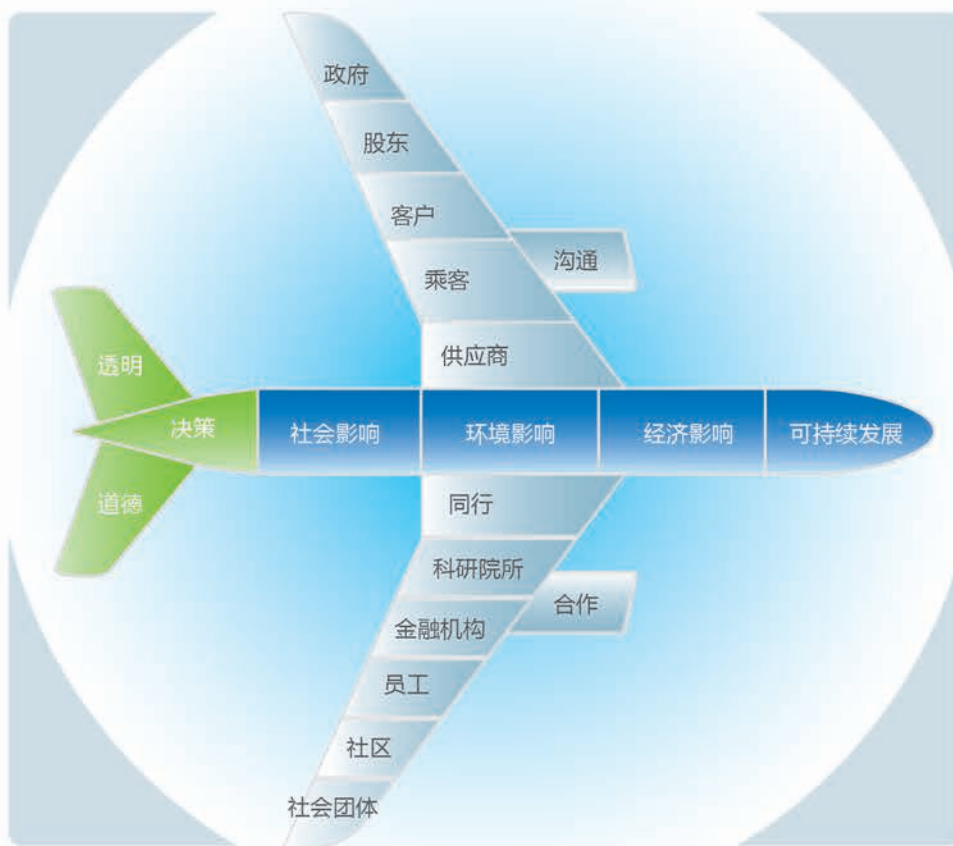 政府
股东
客户
沟通
乘客
供应商
透明
决策
社会影响
环境影响
经济影响
可持续发展
道德
同行
科研院所
合作
金融机构
员工
社区
社会团体